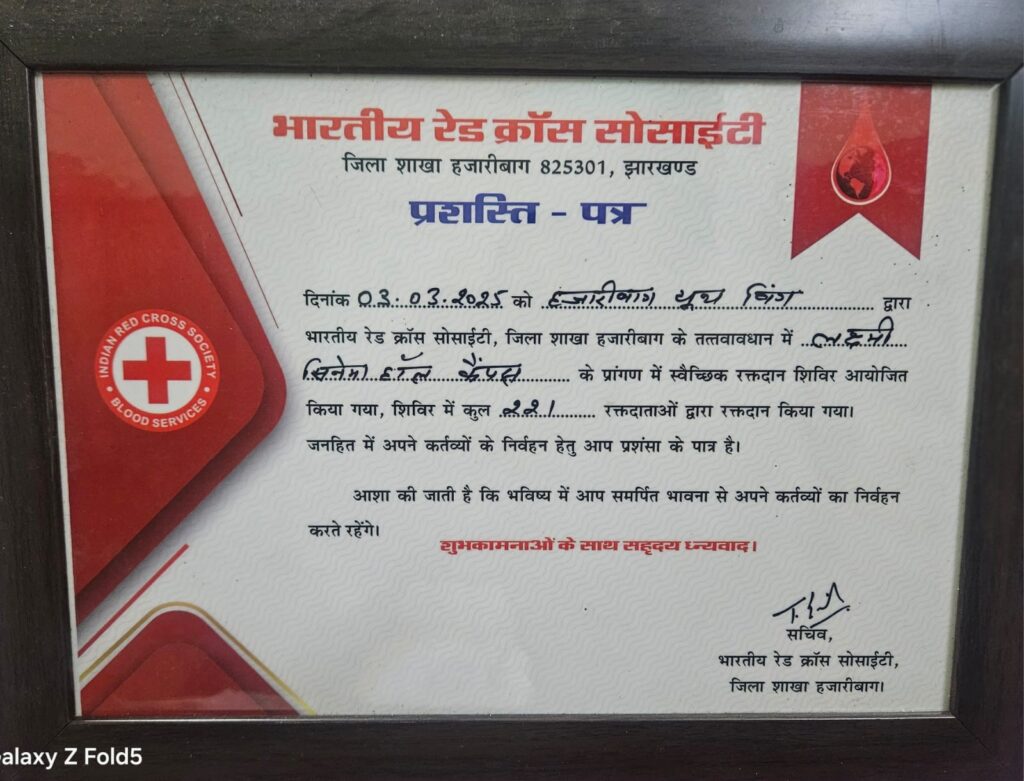 भारतीय रेड क्रॉस सोसाईटी
जिला शाखा हजारीबाग 825301, झारखण्ड
प्रशस्ति - पत्र
दिनांक 03.03.2025 को हजारीबाग यूथ विंग द्वारा
भारतीय रेड क्रॉस सोसाईटी, जिला शाखा हजारीबाग के तत्तवावधान में लक्ष्मी
सिनेमा हॉल कैंपस के प्रांगण में स्वैच्छिक रक्तदान शिविर आयोजित
किया गया, शिविर में कुल 221 रक्तदाताओं द्वारा रक्तदान किया गया।
जनहित में अपने कर्तव्यों के निर्वहन हेतु आप प्रशंसा के पात्र है।
आशा की जाती है कि भविष्य में आप समर्पित भावना से अपने कर्तव्यों का निर्वहन
करते रहेंगे।
शुभकामनाओं के साथ सहृदय ध्न्यवाद।
सचिव,
भारतीय रेड क्रॉस सोसाईटी,
जिला शाखा हजारीबाग।
INDIAN RED CROSS SOCIETY
BLOOD SERVICES
alaxy Z Fold5